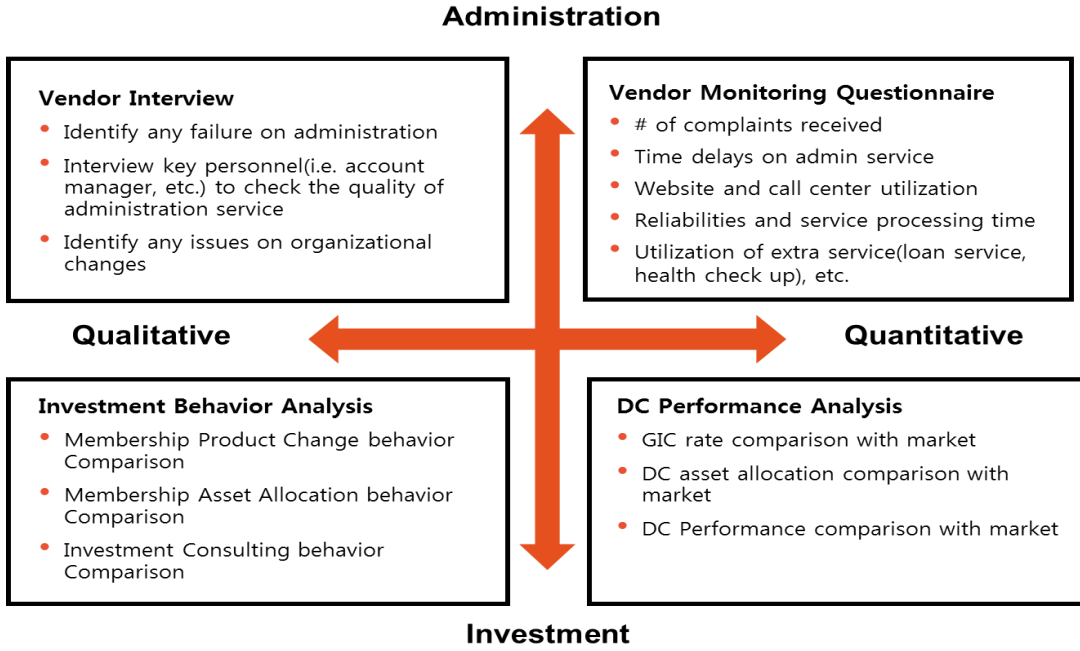 Administration
Vendor Interview
• Identify any failure on administration
• Interview key personnel(i.e. account
manager, etc.) to check the quality of
administration service
• Identify any issues on organizational
changes
Vendor Monitoring Questionnaire
• # of complaints received
• Time delays on admin service
• Website and call center utilization
• Reliabilities and service processing time
• Utilization of extra service(loan service,
health check up), etc.
Qualitative
Quantitative
Investment Behavior Analysis
• Membership Product Change behavior
Comparison
• Membership Asset Allocation behavior
Comparison
• Investment Consulting behavior
Comparison
DC Performance Analysis
• GIC rate comparison with market
• DC asset allocation comparison with
market
• DC Performance comparison with market
Investment